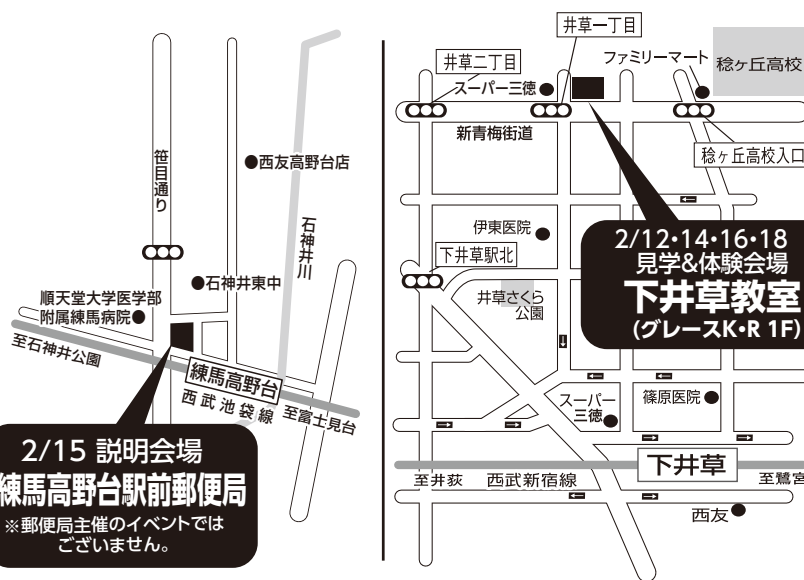 笹目通り
●西友高野台店
石神井川
●石神井東中
順天堂大学医学部
附属練馬病院●
至石神井公園
練馬高野台
西武池袋線
至富士見台
2/15 説明会場
練馬高野台駅前郵便局
※郵便局主催のイベントでは
ございません。
井草一丁目
井草二丁目
ファミリーマート
稔ヶ丘高校
スーパー三徳●
新青梅街道
稔ヶ丘高校入口
伊東医院
下井草駅北
井草さくら
公園
2/12・14・16・18
見学&体験会場
下井草教室
(グレースK・R 1F)
スーパー
三徳●
篠原医院●
下井草
至井荻
西武新宿線
至鷺宮
西友●